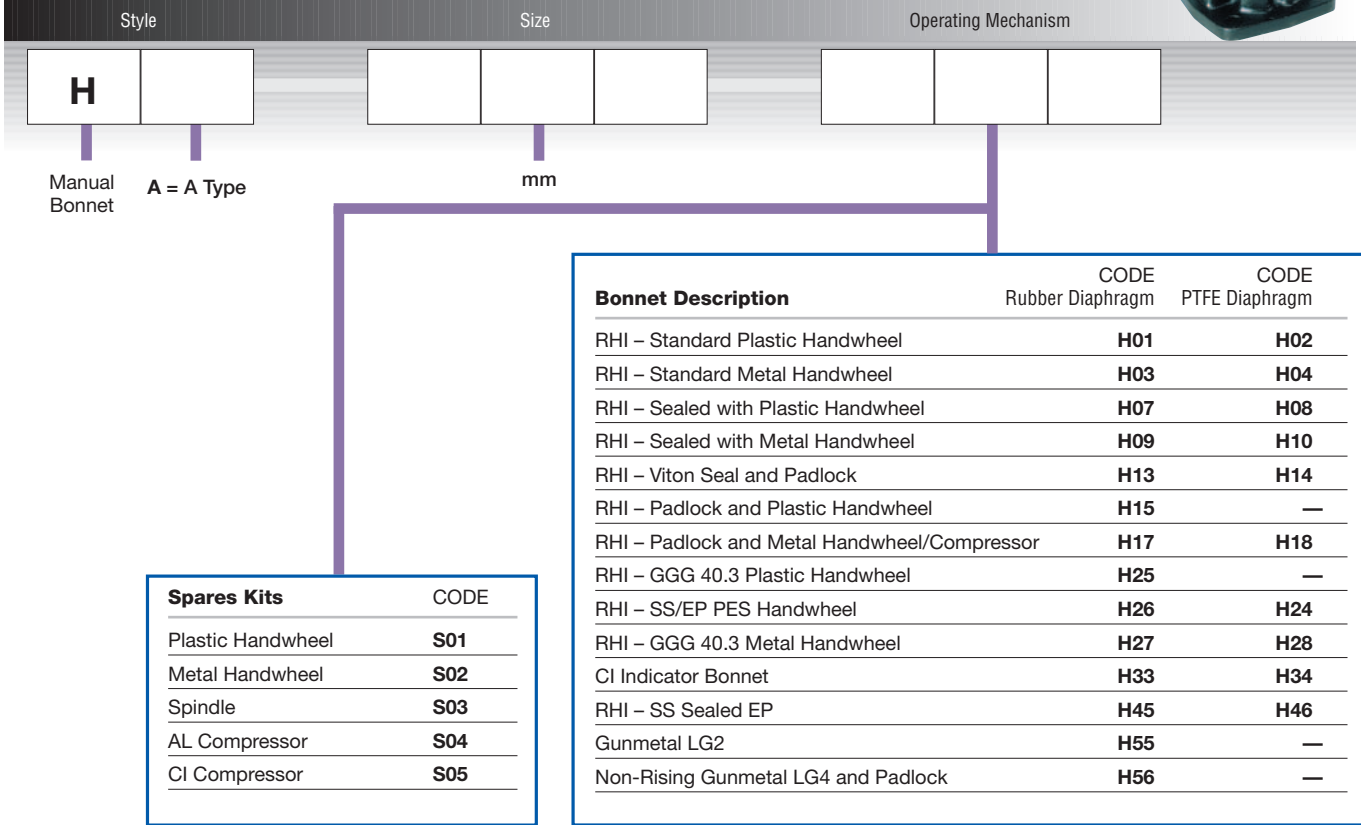 Style Size Operating Mechanism
H
Manual
Bonnet
A = A Type
mm
Bonnet Description CODE Rubber Diaphragm CODE PTFE Diaphragm
RHI – Standard Plastic Handwheel H01 H02
RHI – Standard Metal Handwheel H03 H04
RHI – Sealed with Plastic Handwheel H07 H08
RHI – Sealed with Metal Handwheel H09 H10
RHI – Viton Seal and Padlock H13 H14
RHI – Padlock and Plastic Handwheel H15 —
RHI – Padlock and Metal Handwheel/Compressor H17 H18
RHI – GGG 40.3 Plastic Handwheel H25 —
RHI – SS/EP PES Handwheel H26 H24
RHI – GGG 40.3 Metal Handwheel H27 H28
CI Indicator Bonnet H33 H34
RHI – SS Sealed EP H45 H46
Gunmetal LG2 H55 —
Non-Rising Gunmetal LG4 and Padlock H56 —
Spares Kits CODE
Plastic Handwheel S01
Metal Handwheel S02
Spindle S03
AL Compressor S04
CI Compressor S05